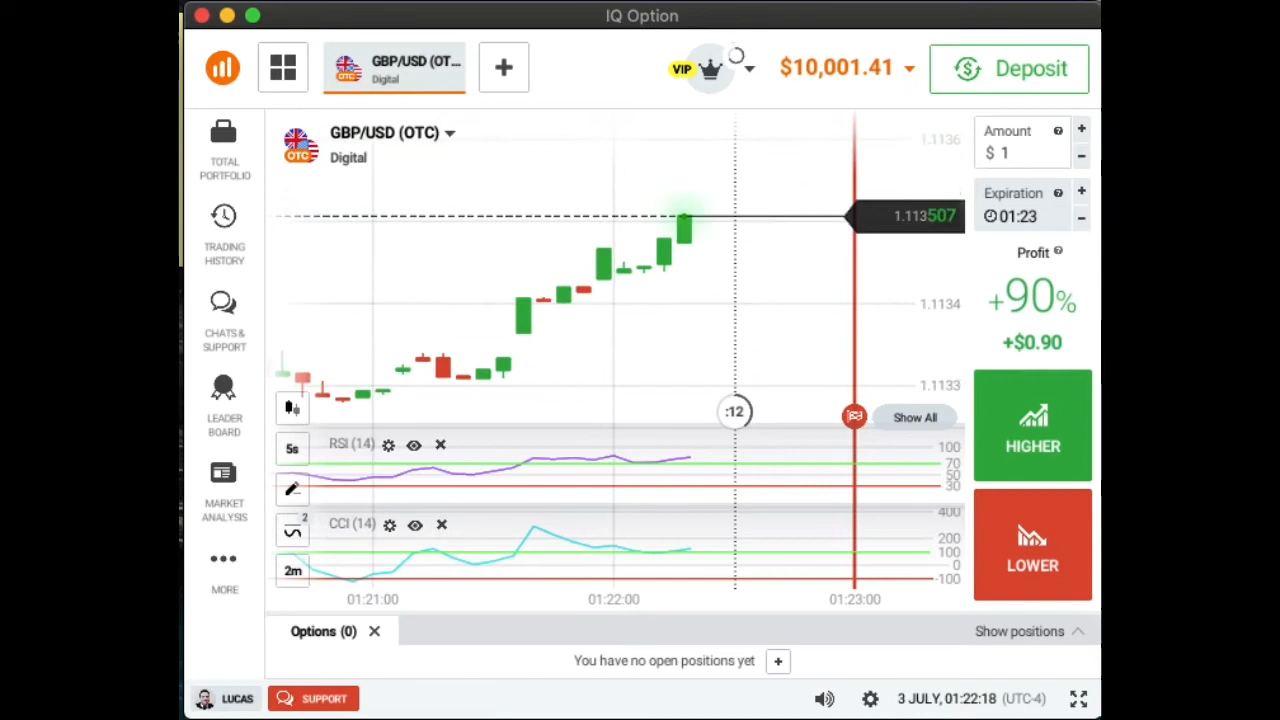 IQ Option
GBP/USD (OT...
Digital
VIP
$10,001.41
Deposit
TOTAL
PORTFOLIO
TRADING
HISTORY
CHATS &
SUPPORT
LEADER
BOARD
MARKET
ANALYSIS
MORE
GBP/USD (OTC)
OTC
Digital
1.1136
1.113507
1.1134
1.1133
:12
Show All
5s
RSI (14)
100
70
50
30
2
CCI (14)
400
200
100
0
-100
2m
01:21:00
01:22:00
01:23:00
Amount
$ 1
+
-
Expiration
01:23
+
-
Profit
+90%
+$0.90
HIGHER
LOWER
Options (0)
Show positions
You have no open positions yet
+
LUCAS
SUPPORT
3 JULY, 01:22:18 (UTC-4)